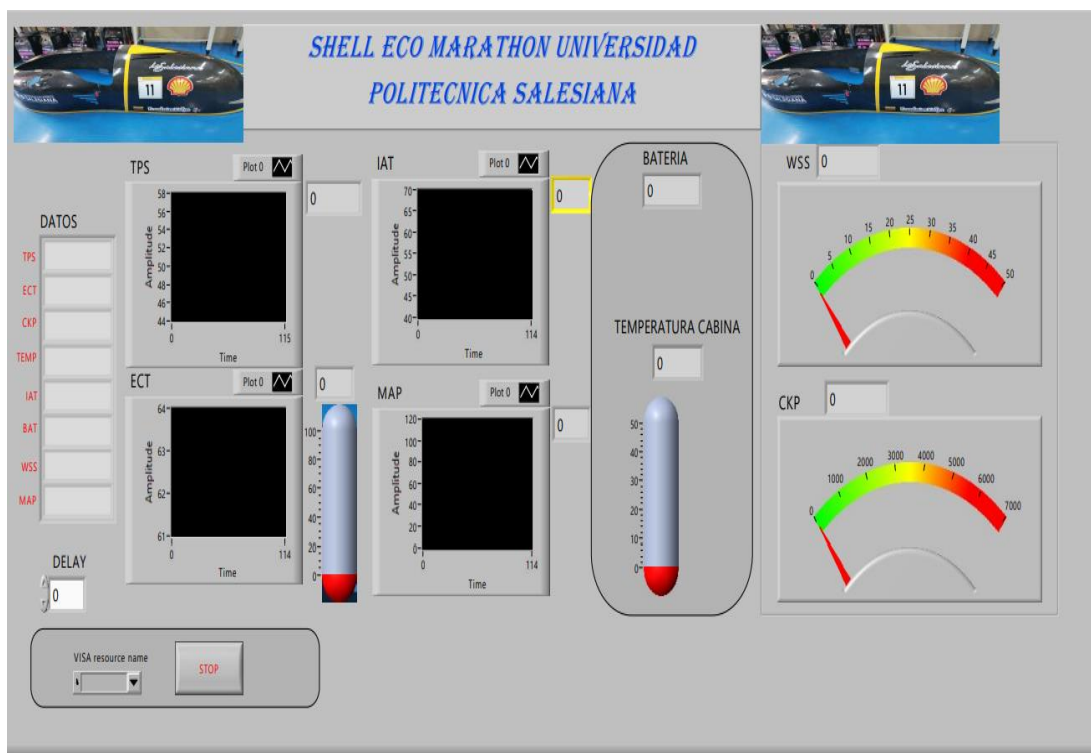 SHELL ECO MARATHON UNIVERSIDAD
POLITECNICA SALESIANA
11
11
DATOS
TPS
ECT
CKP
TEMP
IAT
BAT
WSS
MAP
DELAY
0
VISA resource name
STOP
TPS
Plot 0
0
Amplitude
58
56
54
52
50
48
46
44
0
115
Time
ECT
Plot 0
0
Amplitude
64
63
62
61
0
114
Time
100
80
60
40
20
0
IAT
Plot 0
0
Amplitude
70
65
60
55
50
45
40
0
114
Time
MAP
Plot 0
0
Amplitude
120
100
80
60
40
20
0
0
114
Time
BATERIA
0
TEMPERATURA CABINA
0
50
40
30
20
10
0
WSS 0
0 5 10 15 20 25 30 35 40 45 50
CKP 0
0 1000 2000 3000 4000 5000 6000 7000